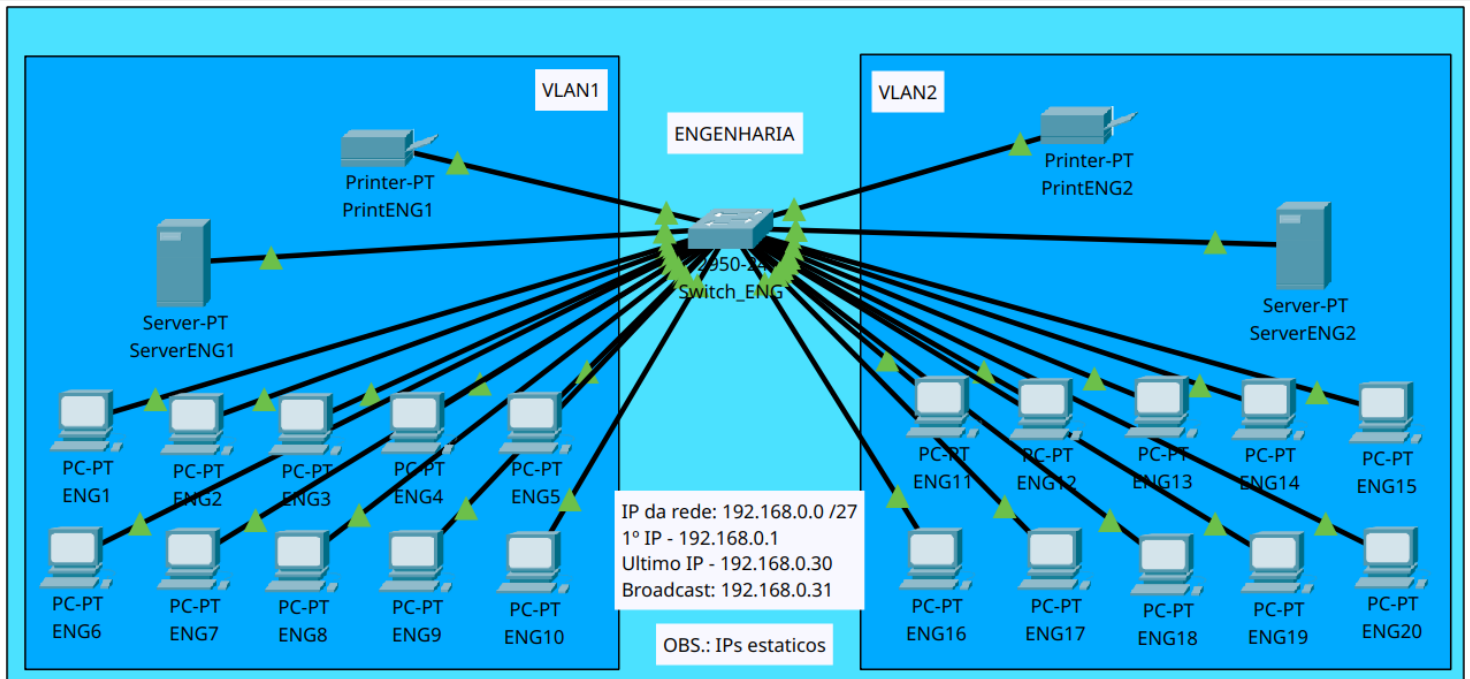 VLAN1
VLAN2
ENGENHARIA
Printer-PT
PrintENG1
Printer-PT
PrintENG2
2950-24
Switch_ENG
Server-PT
ServerENG1
Server-PT
ServerENG2
PC-PT
ENG1
PC-PT
ENG2
PC-PT
ENG3
PC-PT
ENG4
PC-PT
ENG5
PC-PT
ENG11
PC-PT
ENG12
PC-PT
ENG13
PC-PT
ENG14
PC-PT
ENG15
IP da rede: 192.168.0.0 /27
1º IP - 192.168.0.1
Ultimo IP - 192.168.0.30
Broadcast: 192.168.0.31
PC-PT
ENG6
PC-PT
ENG7
PC-PT
ENG8
PC-PT
ENG9
PC-PT
ENG10
PC-PT
ENG16
PC-PT
ENG17
PC-PT
ENG18
PC-PT
ENG19
PC-PT
ENG20
OBS.: IPs estaticos